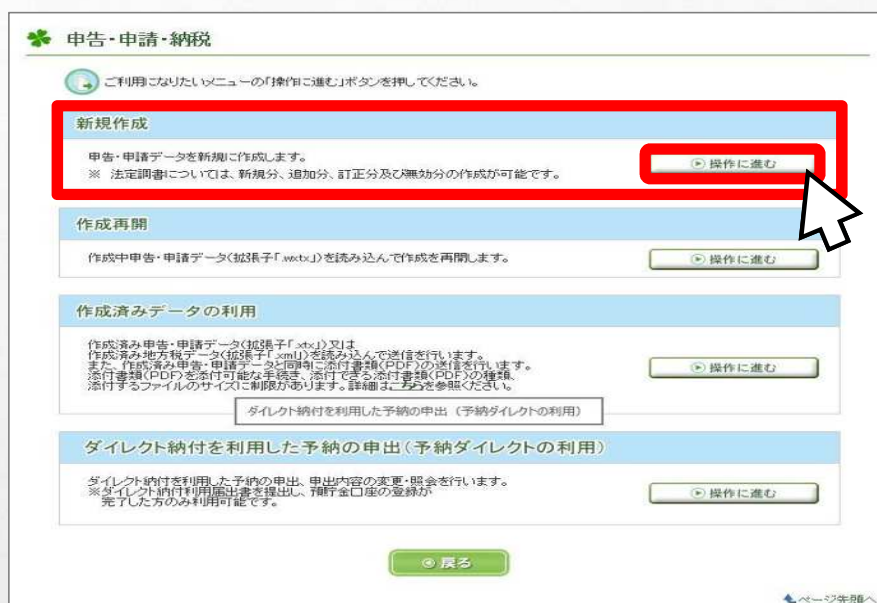 申告・申請・納税
ご利用になりたいメニューの「操作に進む」ボタンを押してください。
新規作成
申告・申請データを新規に作成します。
※ 法定調書については、新規分、追加分、訂正分及び無効分の作成が可能です。
操作に進む
作成再開
作成中申告・申請データ(拡張子「.wxtx」)を読み込んで作成を再開します。
操作に進む
作成済みデータの利用
作成済み申告・申請データ(拡張子「.xtx」)又は
作成済み地方税データ(拡張子「.xml」)を読み込んで送信を行います。
また、作成済み申告・申請データと同時に添付書類(PDF)の送信を行います。
添付書類(PDF)を添付可能な手続き、添付できる添付書類(PDF)の種類、
添付するファイルのサイズに制限があります。詳細はこちらを参照ください。
操作に進む
ダイレクト納付を利用した予納の申出（予納ダイレクトの利用）
ダイレクト納付を利用した予納の申出(予納ダイレクトの利用)
ダイレクト納付を利用した予納の申出、申出内容の変更・照会を行います。
※ダイレクト納付利用届出書を提出し、預貯金口座の登録が
完了した方のみ利用可能です。
操作に進む
戻る
ページ先頭へ